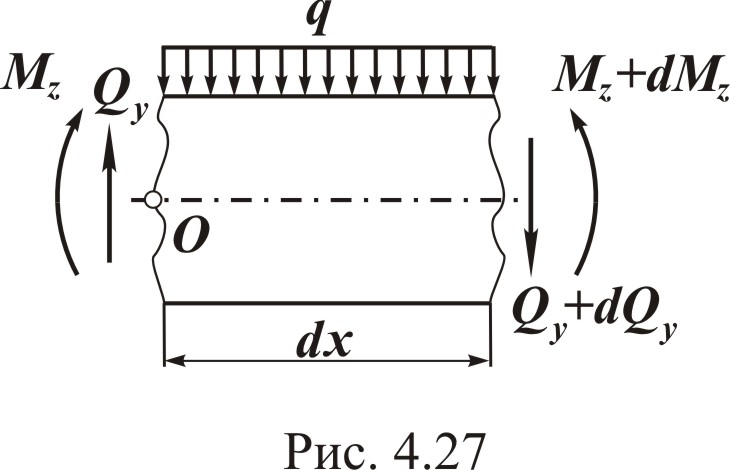 q
M_z
Q_y
M_z+dM_z
O
Q_y+dQ_y
dx
Рис. 4.27